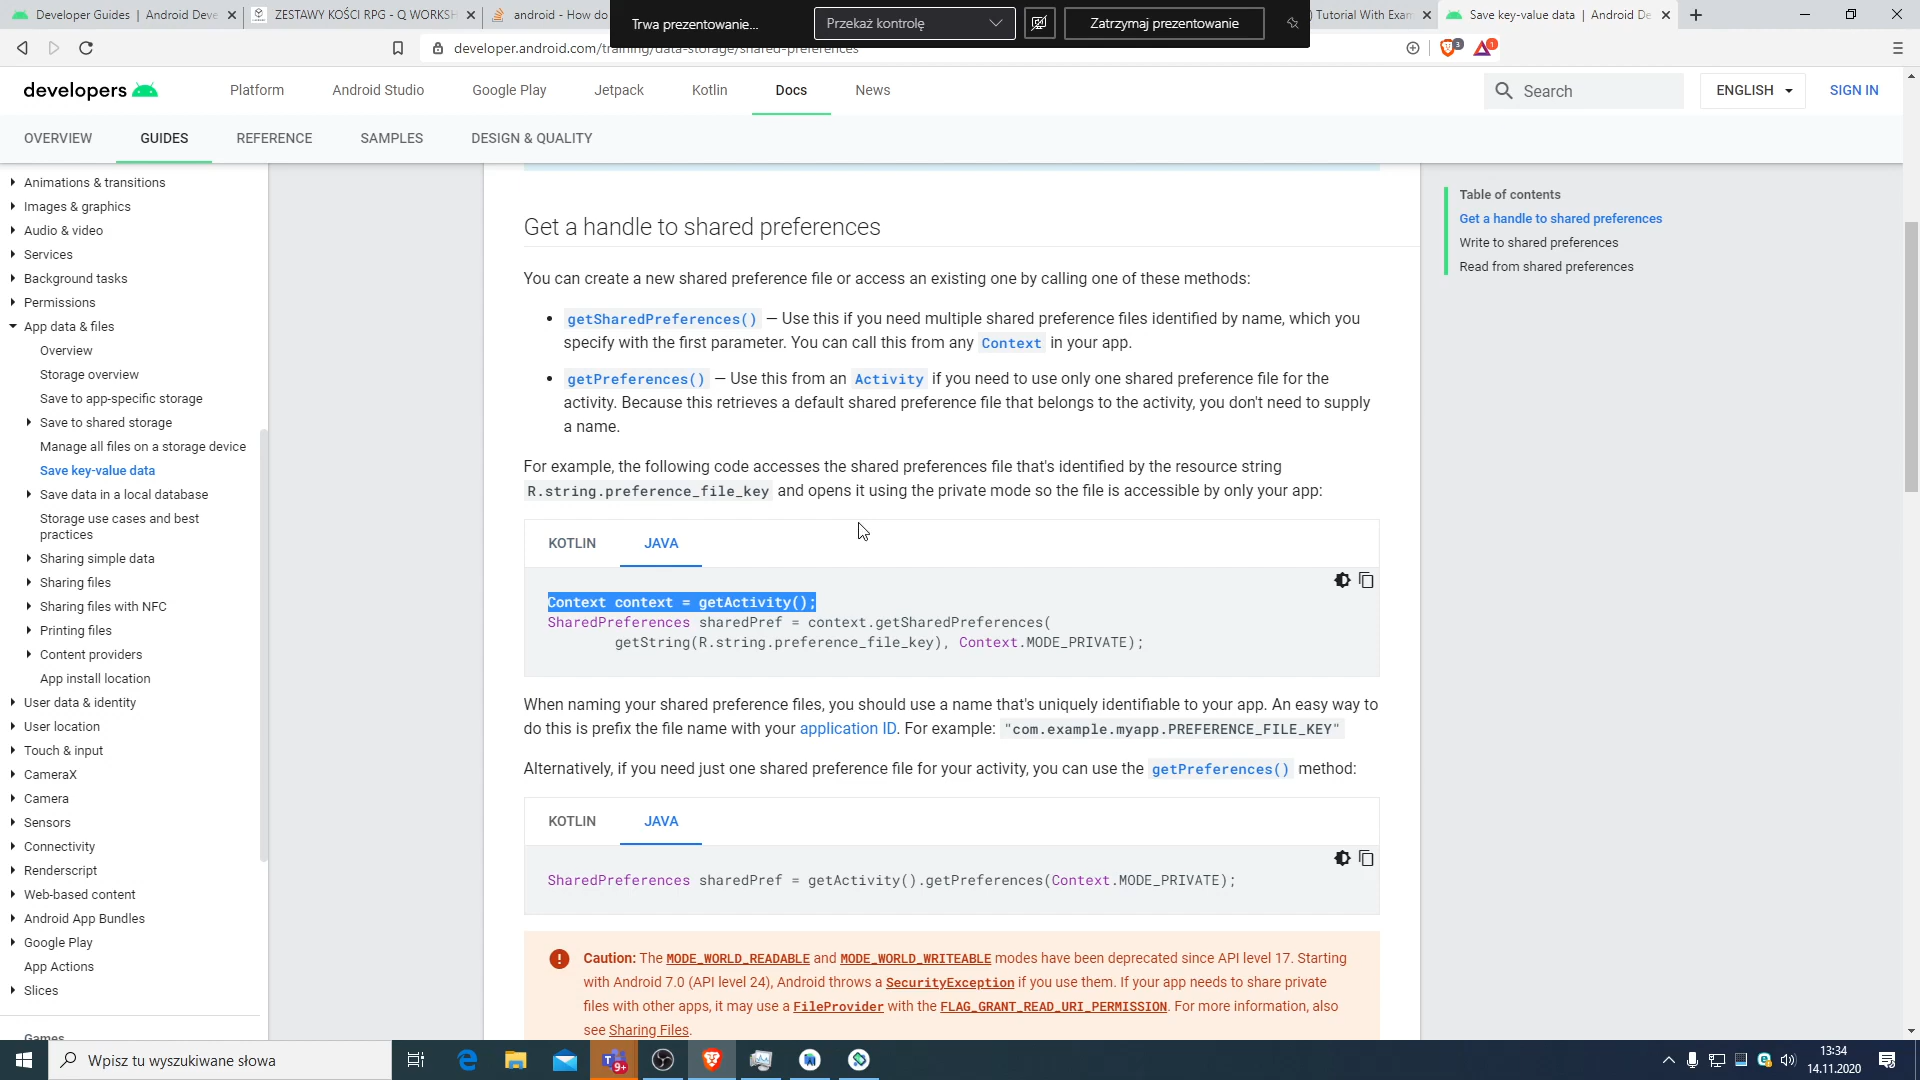 Developer Guides | Android Deve
ZESTAWY KOŚCI RPG - Q WORKSH
android - How do
Trwa prezentowanie...
Przekaż kontrolę
Zatrzymaj prezentowanie
) Tutorial With Exam
Save key-value data | Android De
developer.android.com/training/data-storage/shared-preferences
3
1
developers
Platform
Android Studio
Google Play
Jetpack
Kotlin
Docs
News
Search
ENGLISH
SIGN IN
OVERVIEW
GUIDES
REFERENCE
SAMPLES
DESIGN & QUALITY
Animations & transitions
Images & graphics
Audio & video
Services
Background tasks
Permissions
App data & files
Overview
Storage overview
Save to app-specific storage
Save to shared storage
Manage all files on a storage device
Save key-value data
Save data in a local database
Storage use cases and best
practices
Sharing simple data
Sharing files
Sharing files with NFC
Printing files
Content providers
App install location
User data & identity
User location
Touch & input
CameraX
Camera
Sensors
Connectivity
Renderscript
Web-based content
Android App Bundles
Google Play
App Actions
Slices
Games
Get a handle to shared preferences
You can create a new shared preference file or access an existing one by calling one of these methods:
getSharedPreferences() — Use this if you need multiple shared preference files identified by name, which you
specify with the first parameter. You can call this from any Context in your app.
getPreferences() — Use this from an Activity if you need to use only one shared preference file for the
activity. Because this retrieves a default shared preference file that belongs to the activity, you don't need to supply
a name.
For example, the following code accesses the shared preferences file that's identified by the resource string
R.string.preference_file_key and opens it using the private mode so the file is accessible by only your app:
KOTLIN
JAVA
Context context = getActivity();
SharedPreferences sharedPref = context.getSharedPreferences(
getString(R.string.preference_file_key), Context.MODE_PRIVATE);
When naming your shared preference files, you should use a name that's uniquely identifiable to your app. An easy way to
do this is prefix the file name with your application ID. For example: "com.example.myapp.PREFERENCE_FILE_KEY"
Alternatively, if you need just one shared preference file for your activity, you can use the getPreferences() method:
KOTLIN
JAVA
SharedPreferences sharedPref = getActivity().getPreferences(Context.MODE_PRIVATE);
Caution: The MODE_WORLD_READABLE and MODE_WORLD_WRITEABLE modes have been deprecated since API level 17. Starting
with Android 7.0 (API level 24), Android throws a SecurityException if you use them. If your app needs to share private
files with other apps, it may use a FileProvider with the FLAG_GRANT_READ_URI_PERMISSION. For more information, also
see Sharing Files.
Table of contents
Get a handle to shared preferences
Write to shared preferences
Read from shared preferences
Wpisz tu wyszukiwane słowa
9+
13:34
14.11.2020